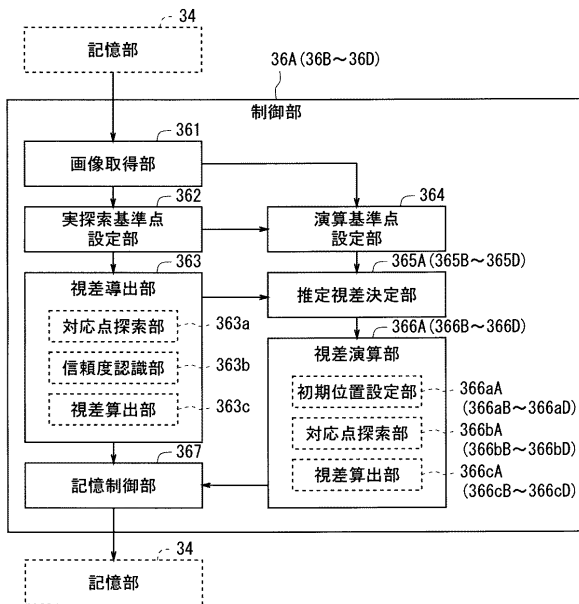 34
記憶部
36A(36B～36D)
制御部
361
画像取得部
362
実探索基準点
設定部
364
演算基準点
設定部
363
視差導出部
対応点探索部
363a
信頼度認識部
363b
視差算出部
363c
365A(365B～365D)
推定視差決定部
366A(366B～366D)
視差演算部
初期位置設定部
366aA
(366aB～366aD)
対応点探索部
366bA
(366bB～366bD)
視差算出部
366cA
(366cB～366cD)
367
記憶制御部
34
記憶部